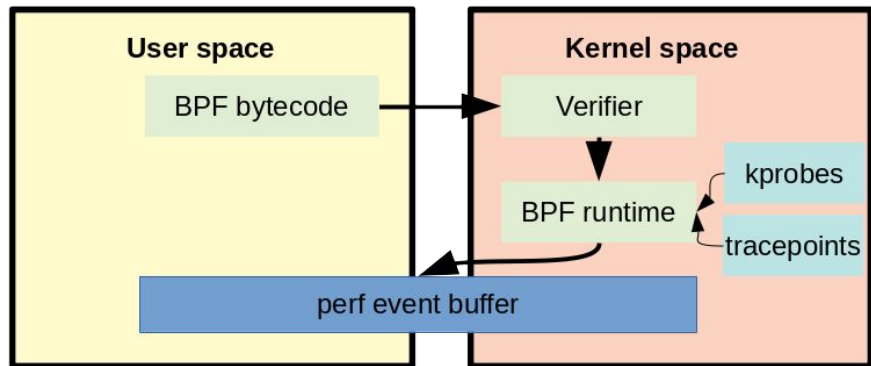 User space
Kernel space
BPF bytecode
Verifier
kprobes
BPF runtime
tracepoints
perf event buffer